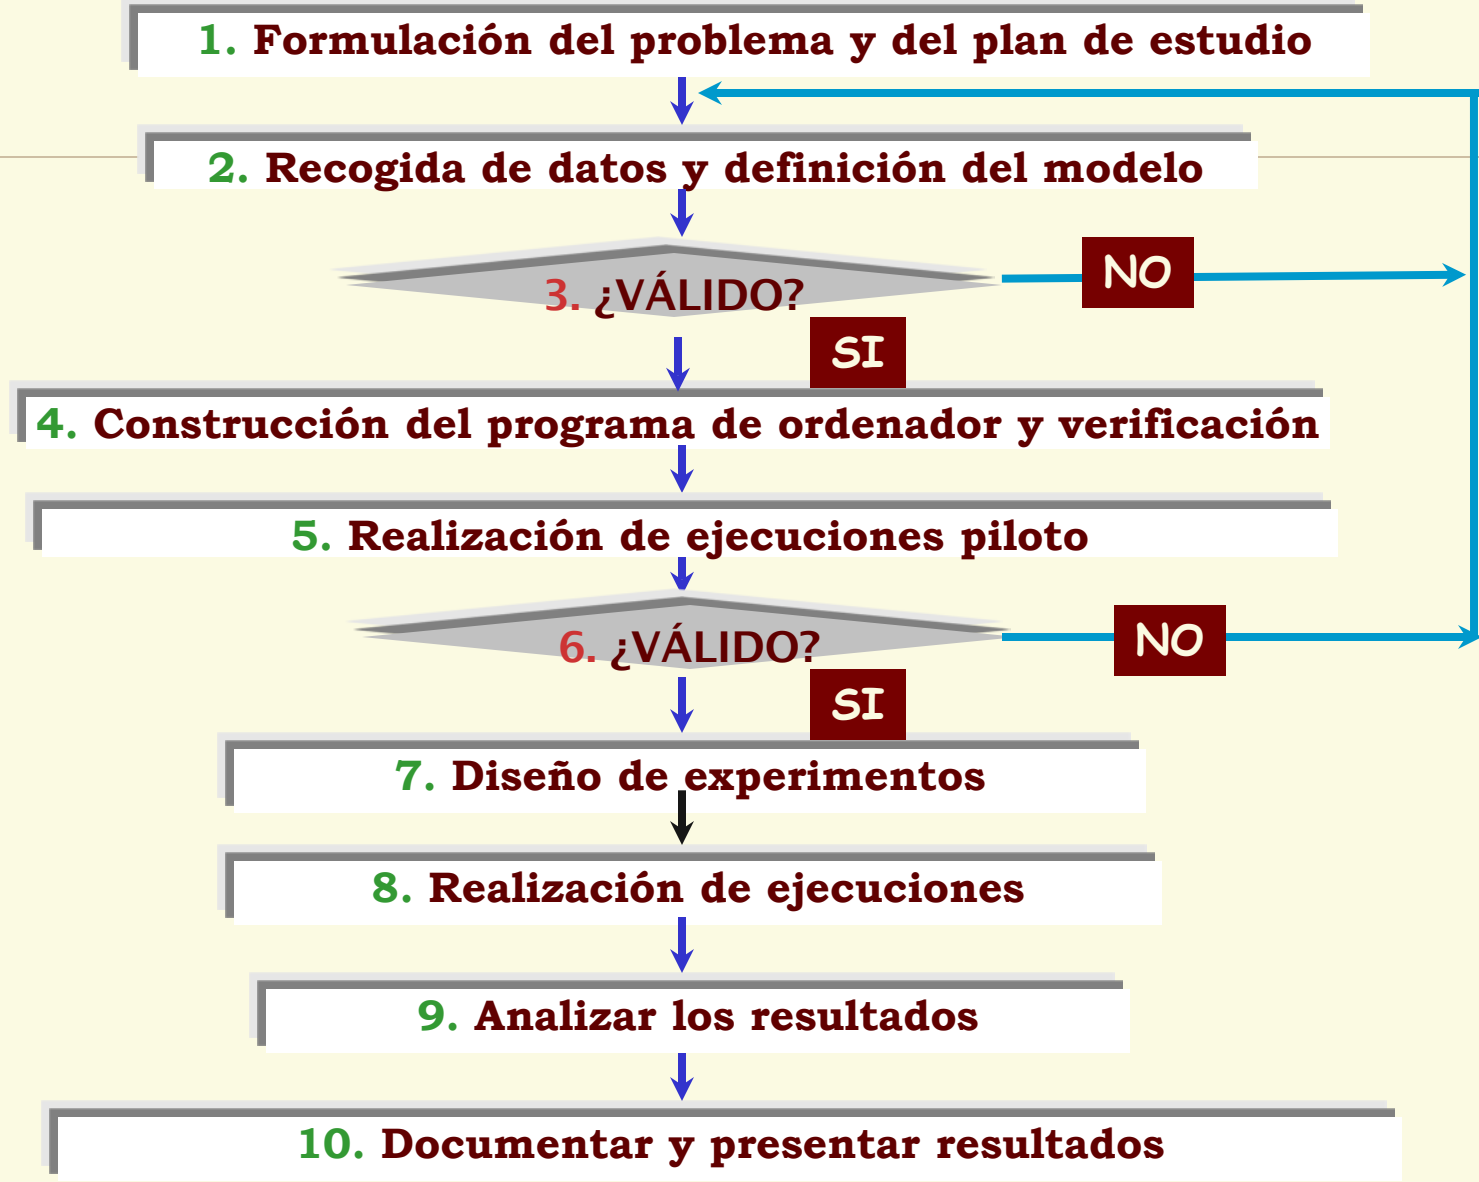 1. Formulación del problema y del plan de estudio
2. Recogida de datos y definición del modelo
3. ¿VÁLIDO?
NO
SI
4. Construcción del programa de ordenador y verificación
5. Realización de ejecuciones piloto
6. ¿VÁLIDO?
NO
SI
7. Diseño de experimentos
8. Realización de ejecuciones
9. Analizar los resultados
10. Documentar y presentar resultados